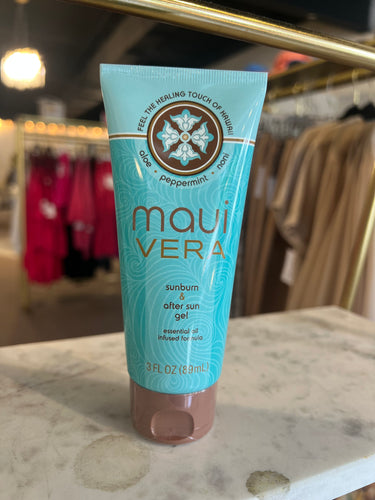 FEEL THE HEALING TOUCH OF HAWAII
aloe • peppermint • noni
maui
VERA
sunburn
&
after sun
gel
essential oil
infused formula
3 FL OZ (89mL)